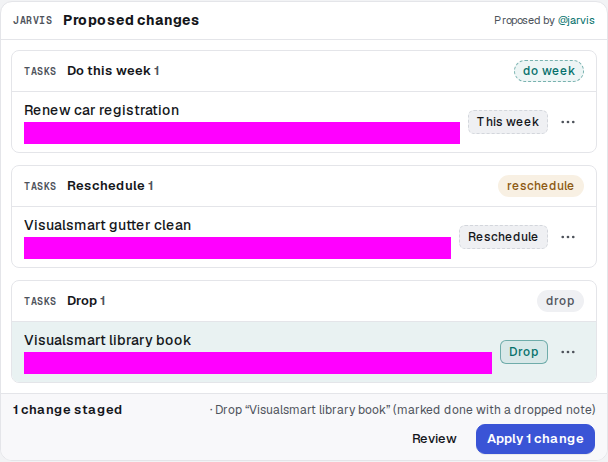 JARVIS Proposed changes Proposed by @jarvis
TASKS Do this week 1 do week
Renew car registration
This week ...
TASKS Reschedule 1 reschedule
Visualsmart gutter clean
Reschedule ...
TASKS Drop 1 drop
Visualsmart library book
Drop ...
1 change staged · Drop “Visualsmart library book” (marked done with a dropped note)
Review Apply 1 change